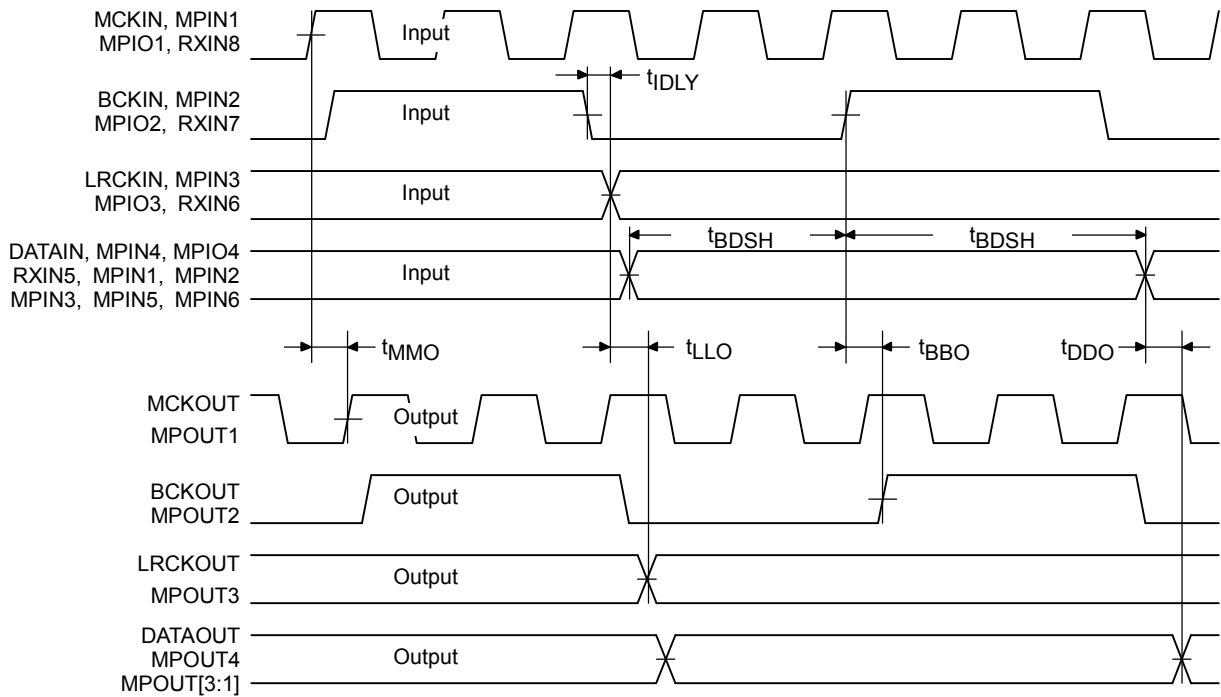 MCKIN, MPIN1
MPIO1, RXIN8
Input
tIDLY
BCKIN, MPIN2
MPIO2, RXIN7
Input
LRCKIN, MPIN3
MPIO3, RXIN6
Input
tBDSH
tBDSH
DATAIN, MPIN4, MPIO4
RXIN5, MPIN1, MPIN2
MPIN3, MPIN5, MPIN6
Input
tMMO
tLLO
tBBO
tDDO
MCKOUT
MPOUT1
Output
BCKOUT
MPOUT2
Output
LRCKOUT
MPOUT3
Output
DATAOUT
MPOUT4
MPOUT[3:1]
Output